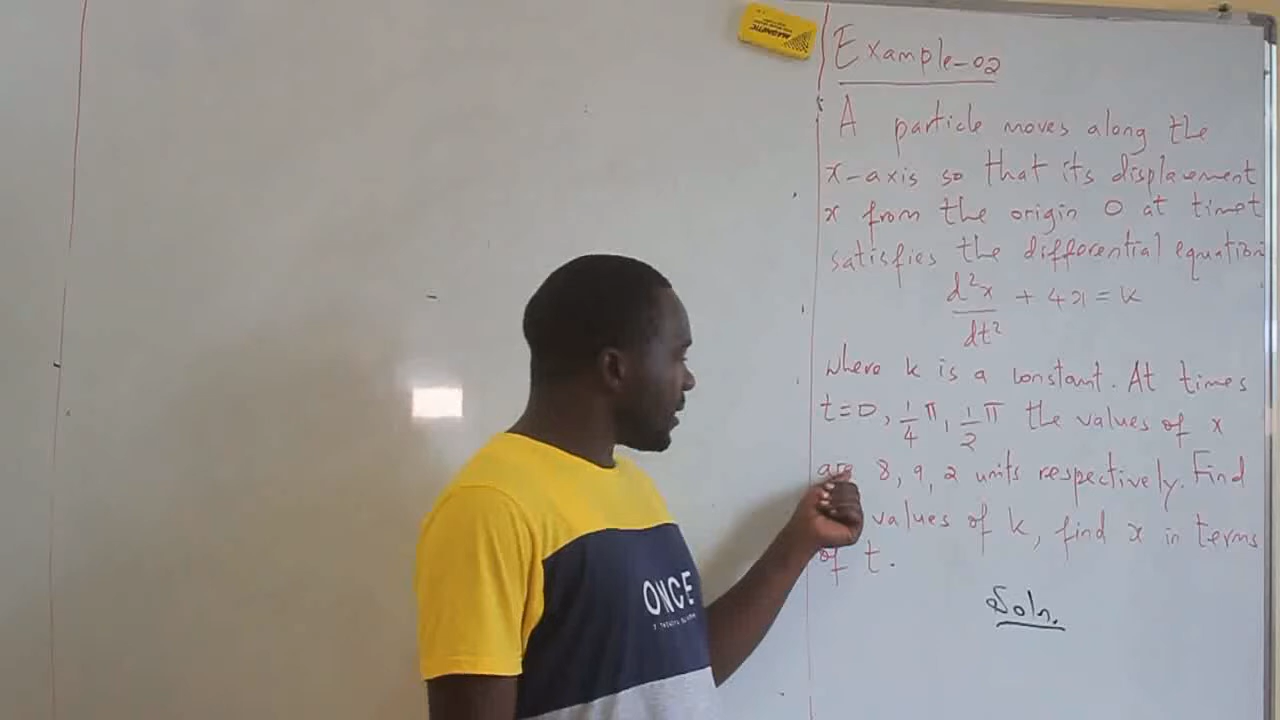 MAGNETIC
Example-02
A particle moves along the
x-axis so that its displacement
x from the origin O at time t
satisfies the differential equation
d²x/dt² + 4x = k
where k is a constant. At times
t=0, 1/4 π, 1/2 π the values of x
are 8, 9, 2 units respectively. Find
values of k, find x in terms
of t.
Soln.
ONCE